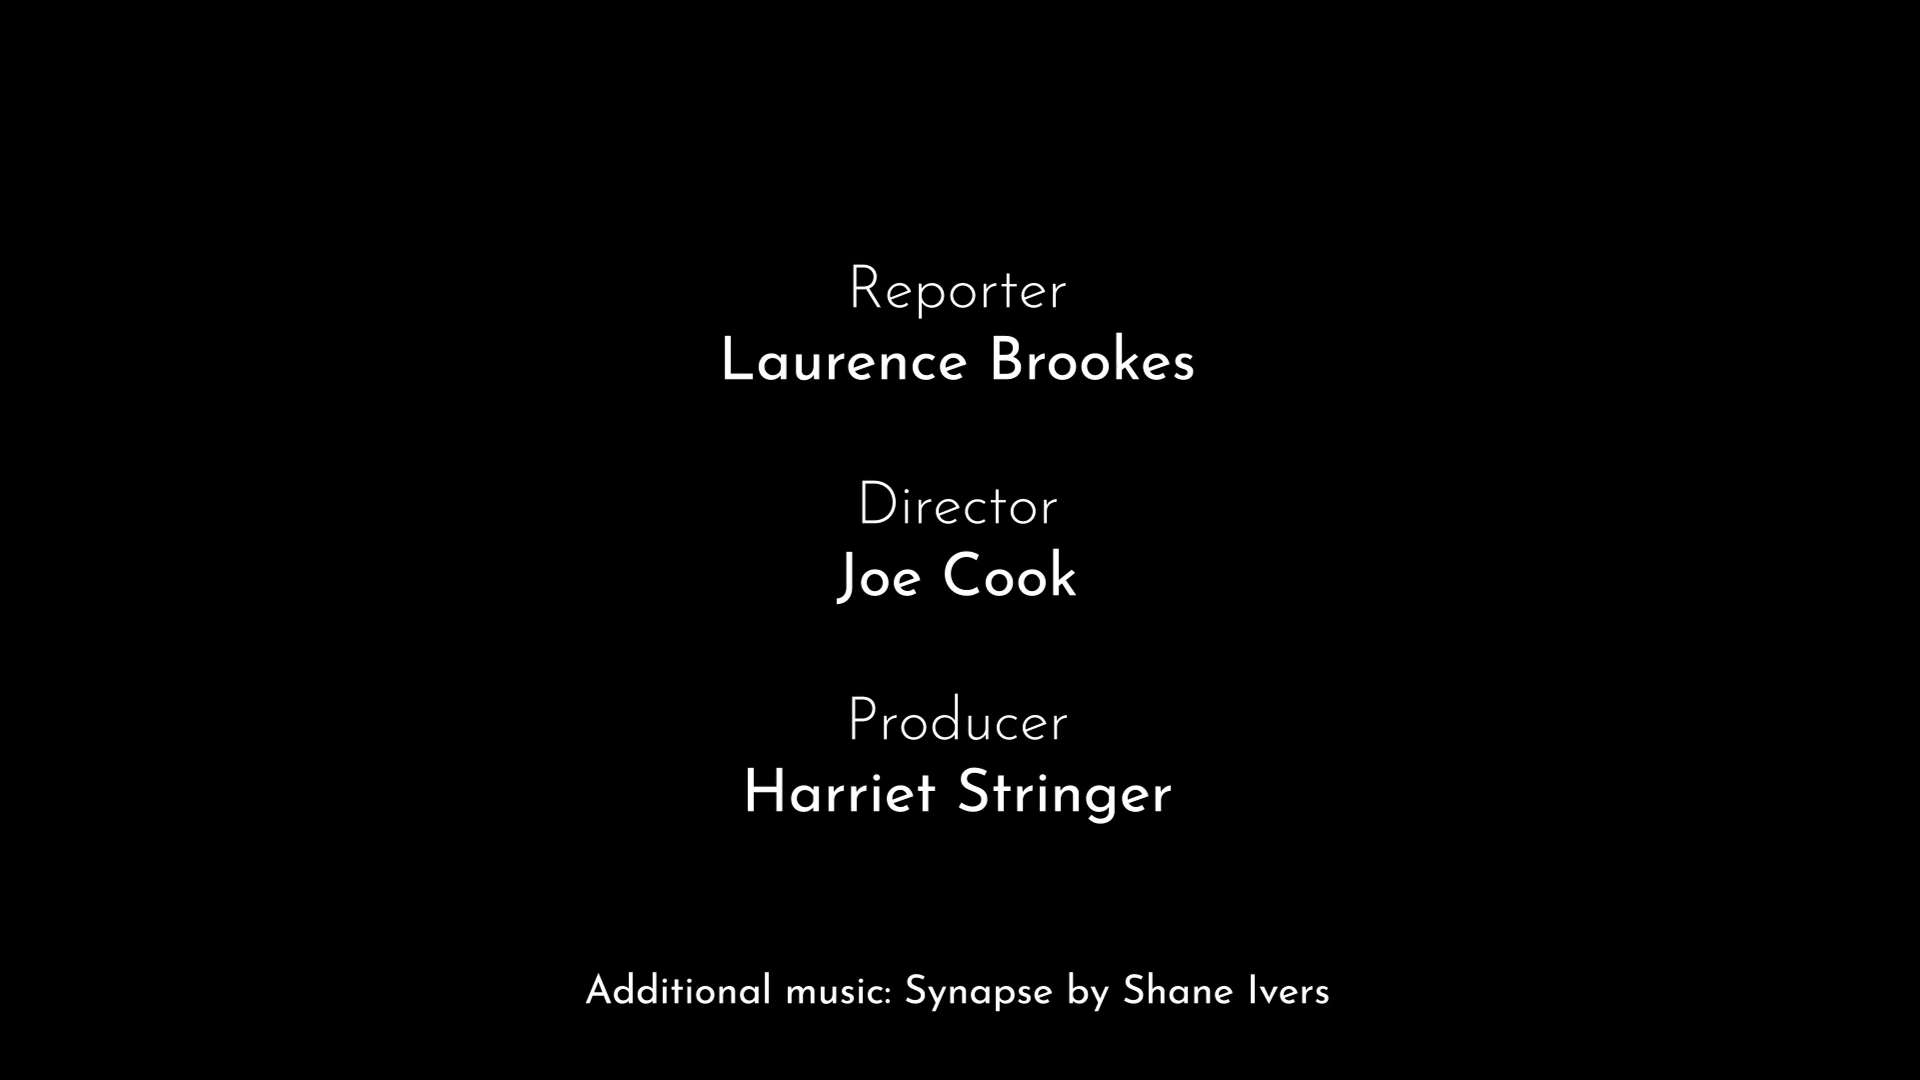 Reporter
Laurence Brookes
Director
Joe Cook
Producer
Harriet Stringer
Additional music: Synapse by Shane Ivers